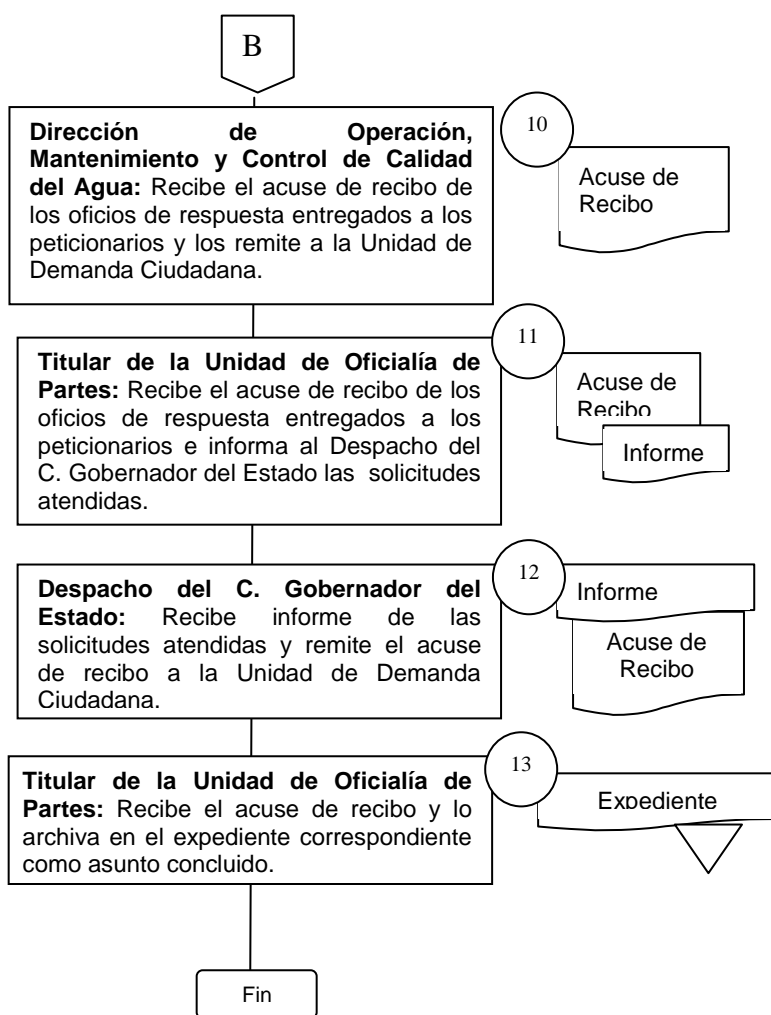 B
Dirección de Operación,
Mantenimiento y Control de Calidad
del Agua: Recibe el acuse de recibo de
los oficios de respuesta entregados a los
peticionarios y los remite a la Unidad de
Demanda Ciudadana.
10
Acuse de
Recibo
Titular de la Unidad de Oficialía de
Partes: Recibe el acuse de recibo de los
oficios de respuesta entregados a los
peticionarios e informa al Despacho del
C. Gobernador del Estado las solicitudes
atendidas.
11
Acuse de
Recibo
Informe
Despacho del C. Gobernador del
Estado: Recibe informe de las
solicitudes atendidas y remite el acuse
de recibo a la Unidad de Demanda
Ciudadana.
12
Informe
Acuse de
Recibo
Titular de la Unidad de Oficialía de
Partes: Recibe el acuse de recibo y lo
archiva en el expediente correspondiente
como asunto concluido.
13
Expediente
Fin